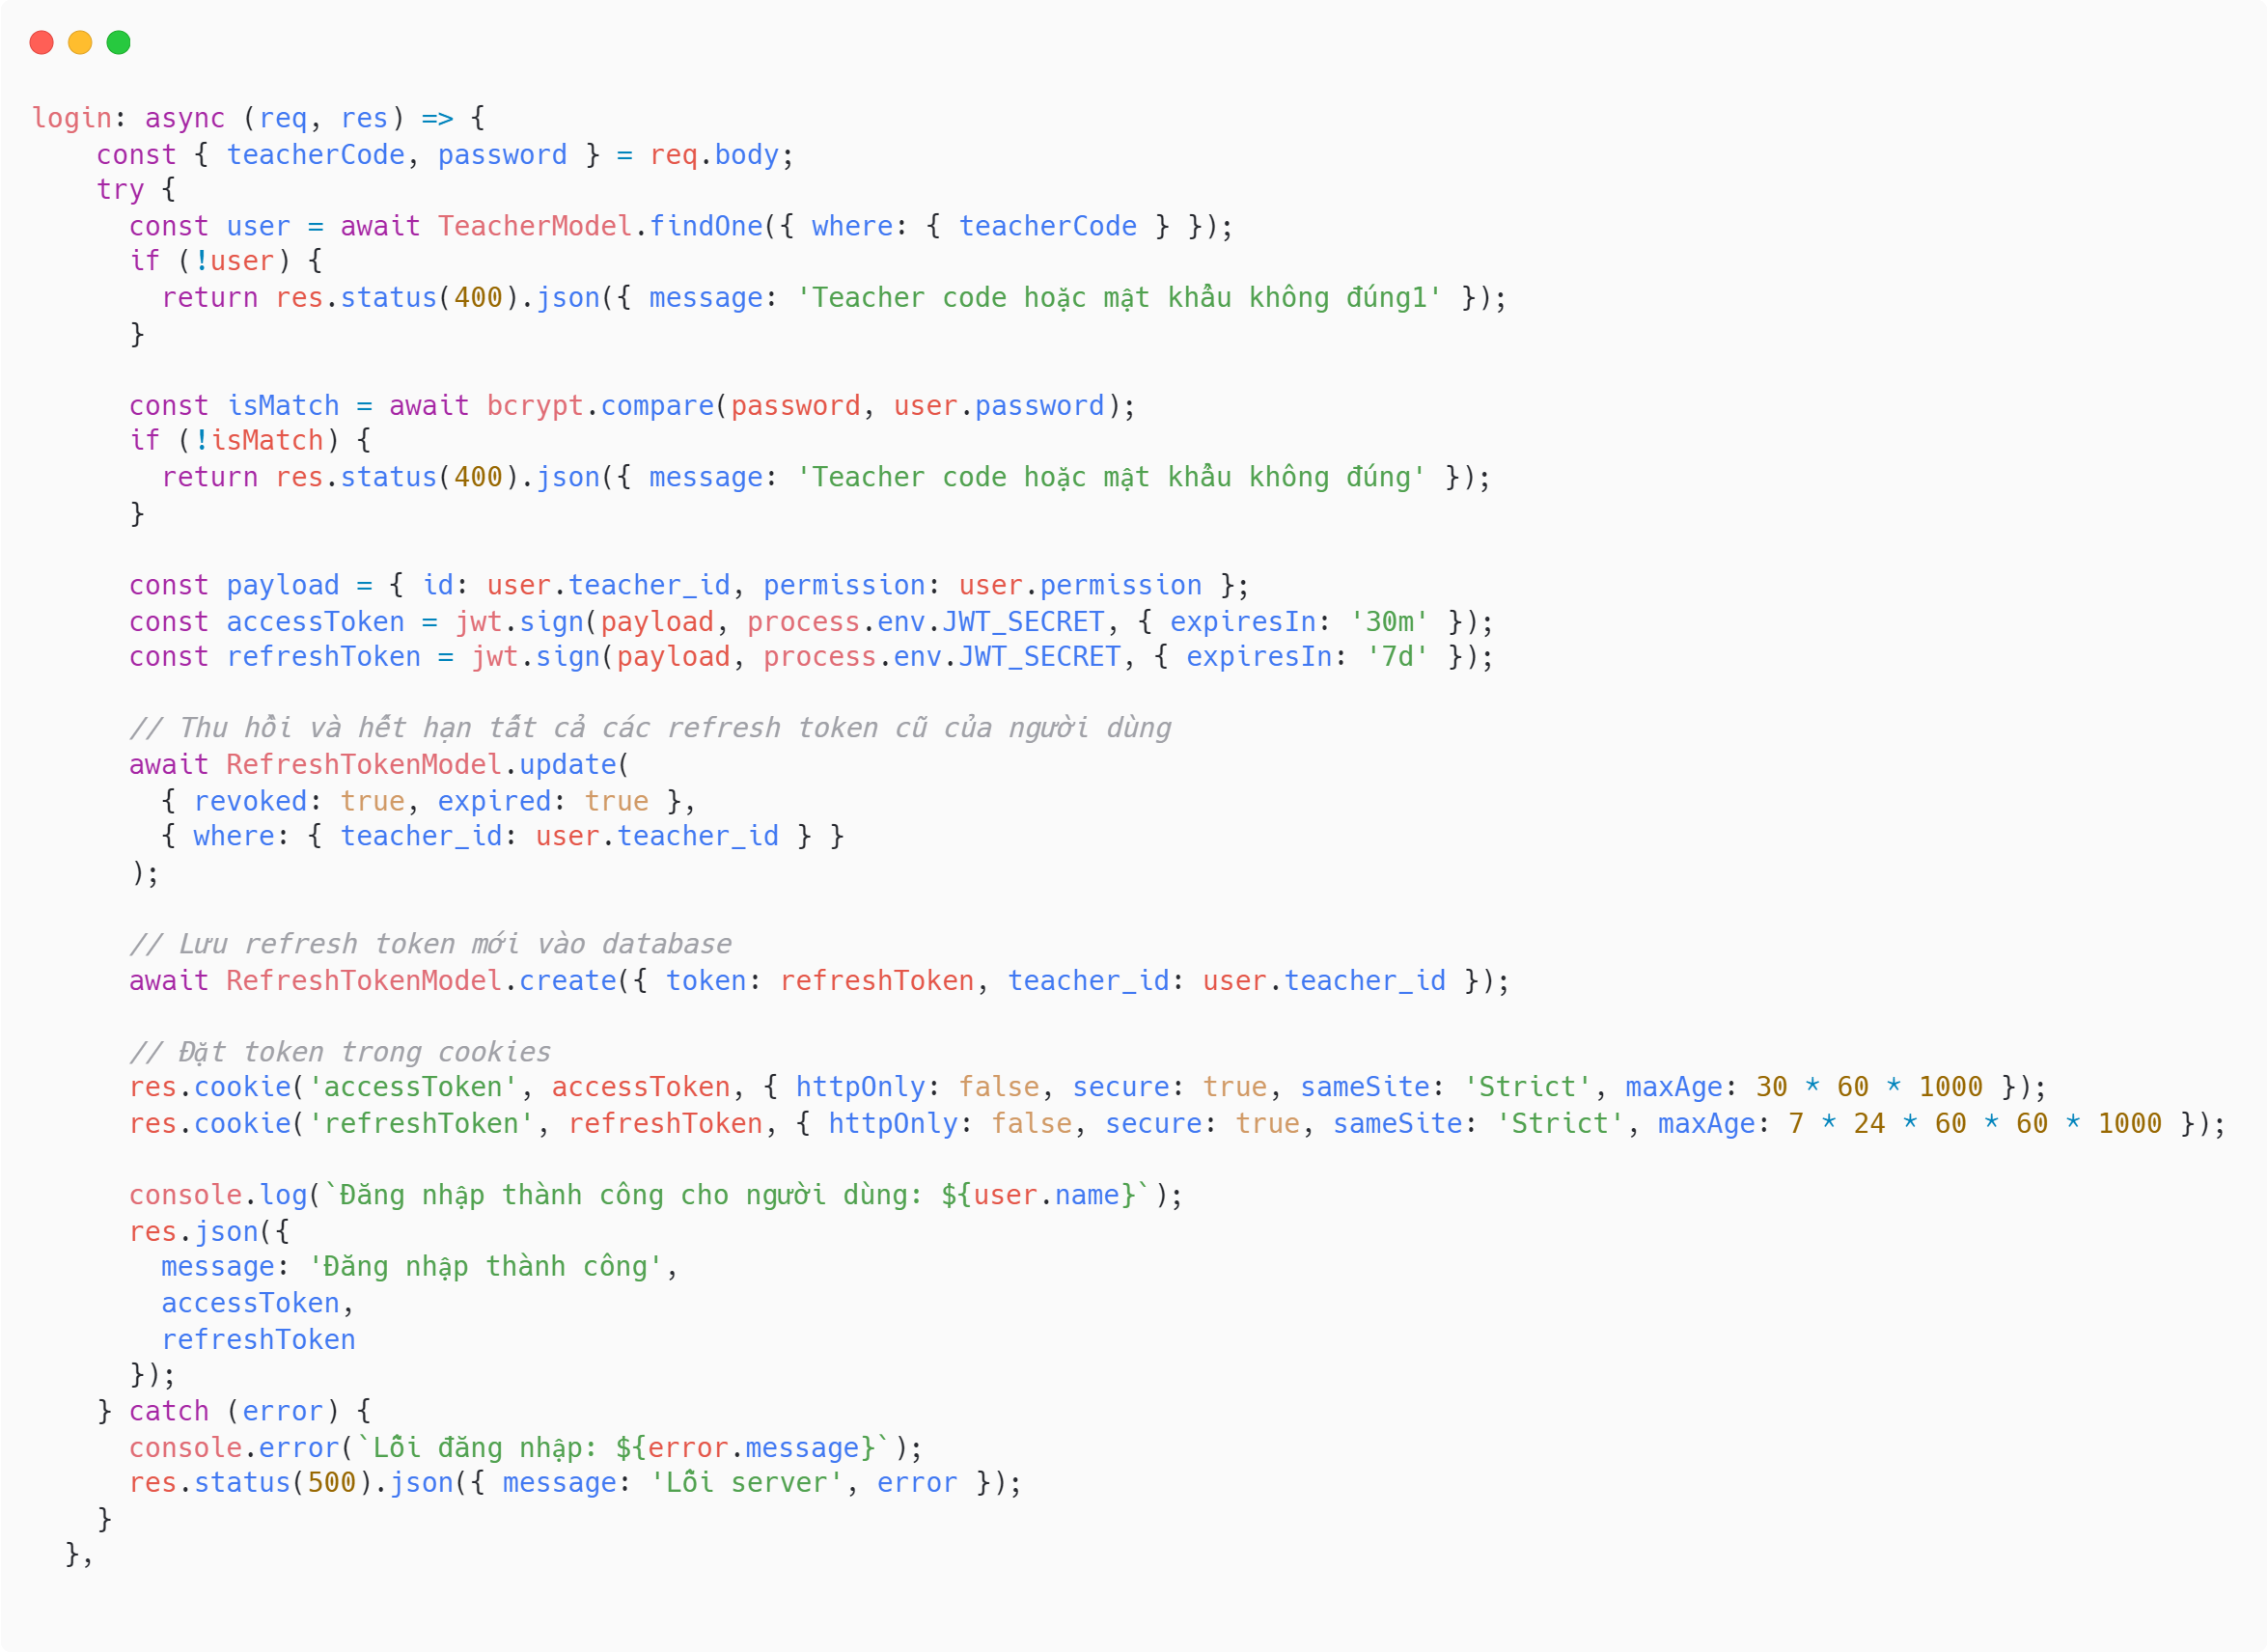 login: async (req, res) => {
    const { teacherCode, password } = req.body;
    try {
      const user = await TeacherModel.findOne({ where: { teacherCode } });
      if (!user) {
        return res.status(400).json({ message: 'Teacher code hoặc mật khẩu không đúng1' });
      }

      const isMatch = await bcrypt.compare(password, user.password);
      if (!isMatch) {
        return res.status(400).json({ message: 'Teacher code hoặc mật khẩu không đúng' });
      }

      const payload = { id: user.teacher_id, permission: user.permission };
      const accessToken = jwt.sign(payload, process.env.JWT_SECRET, { expiresIn: '30m' });
      const refreshToken = jwt.sign(payload, process.env.JWT_SECRET, { expiresIn: '7d' });

      // Thu hồi và hết hạn tất cả các refresh token cũ của người dùng
      await RefreshTokenModel.update(
        { revoked: true, expired: true },
        { where: { teacher_id: user.teacher_id } }
      );

      // Lưu refresh token mới vào database
      await RefreshTokenModel.create({ token: refreshToken, teacher_id: user.teacher_id });

      // Đặt token trong cookies
      res.cookie('accessToken', accessToken, { httpOnly: false, secure: true, sameSite: 'Strict', maxAge: 30 * 60 * 1000 });
      res.cookie('refreshToken', refreshToken, { httpOnly: false, secure: true, sameSite: 'Strict', maxAge: 7 * 24 * 60 * 60 * 1000 });

      console.log(`Đăng nhập thành công cho người dùng: ${user.name}`);
      res.json({
        message: 'Đăng nhập thành công',
        accessToken,
        refreshToken
      });
    } catch (error) {
      console.error(`Lỗi đăng nhập: ${error.message}`);
      res.status(500).json({ message: 'Lỗi server', error });
    }
  },